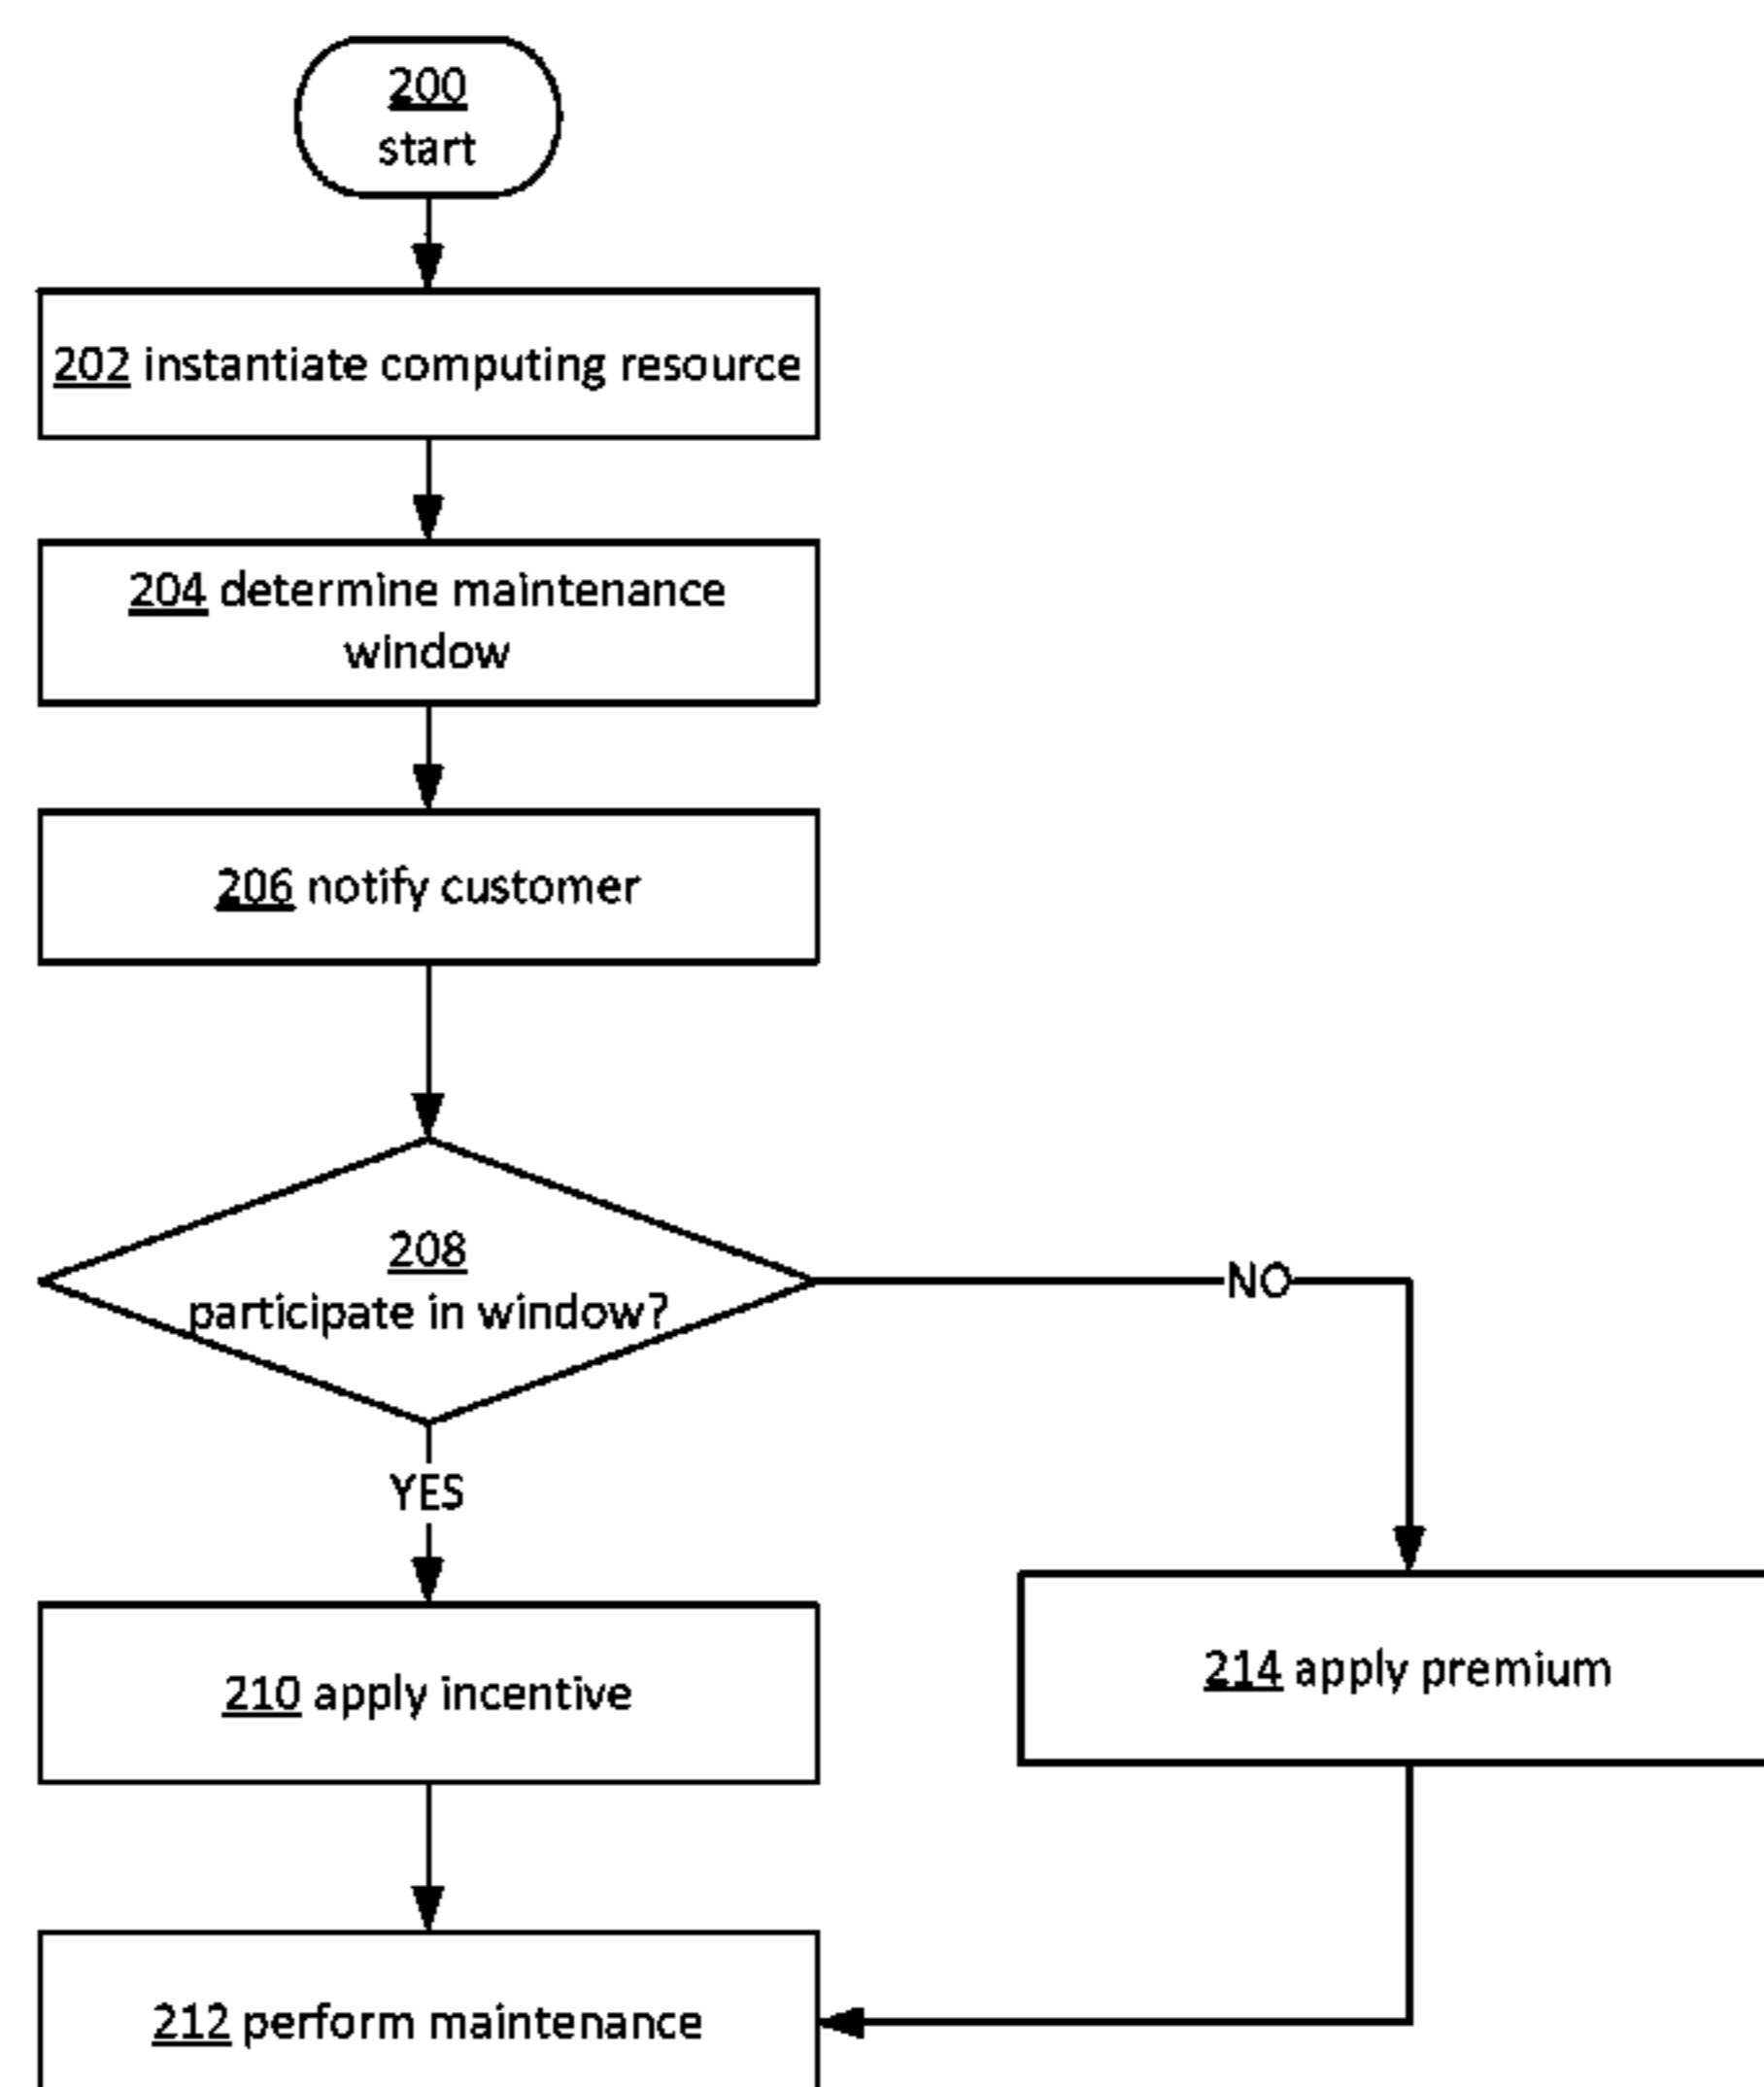 200
start
202 instantiate computing resource
204 determine maintenance
window
206 notify customer
208
participate in window?
NO
YES
210 apply incentive
214 apply premium
212 perform maintenance